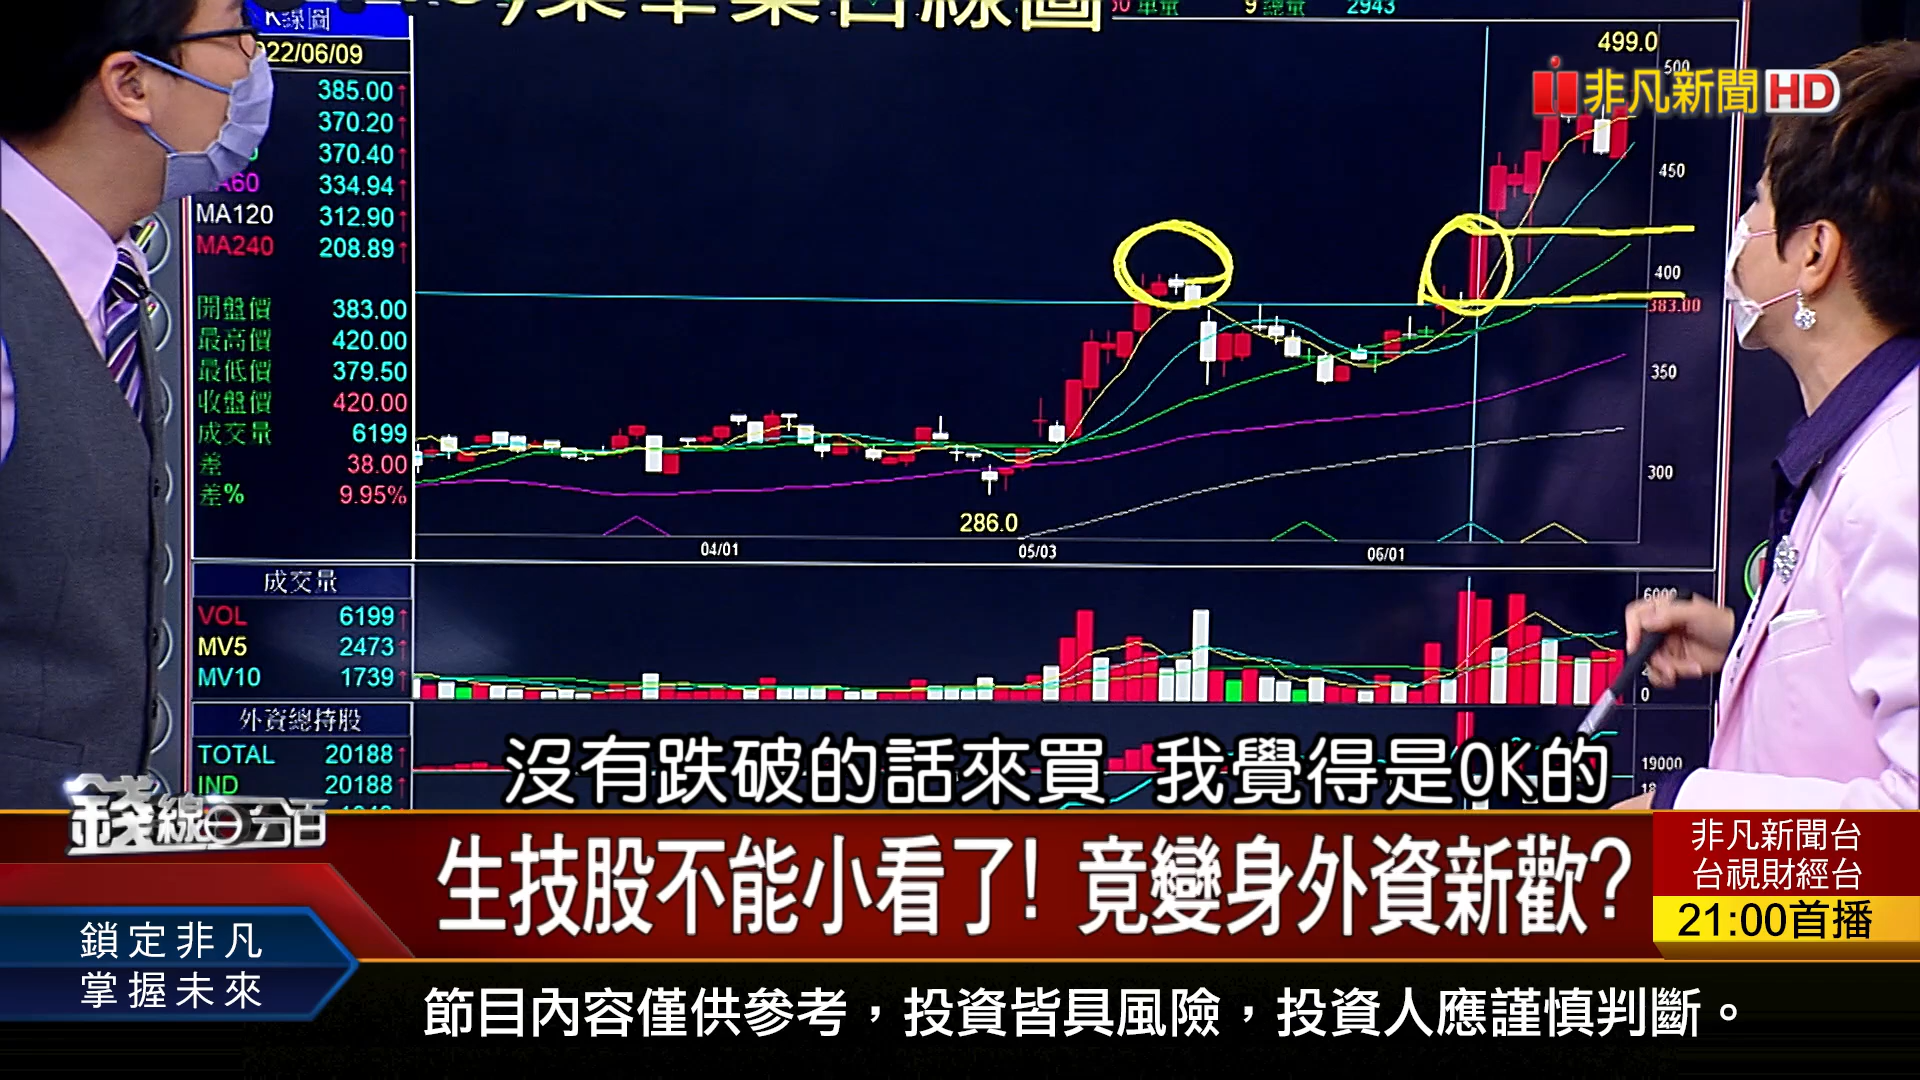 K線圖
22/06/09
385.00↑
370.20↑
370.40↑
A60 334.94↑
MA120 312.90↑
MA240 208.89↑
開盤價 383.00
最高價 420.00
最低價 379.50
收盤價 420.00
成交量 6199
差 38.00
差% 9.95%
單量 9 總量 2943
499.0
500
450
400
383.00
350
300
286.0
04/01 05/03 06/01
非凡新聞HD
成交量
VOL 6199↑
MV5 2473↑
MV10 1739↑
6000
0
外資總持股
TOTAL 20188↑
IND 20188↑
19000
沒有跌破的話來買 我覺得是OK的
錢線百分百
生技股不能小看了! 竟變身外資新歡?
非凡新聞台
台視財經台
21:00首播
鎖定非凡
掌握未來
節目內容僅供參考，投資皆具風險，投資人應謹慎判斷。